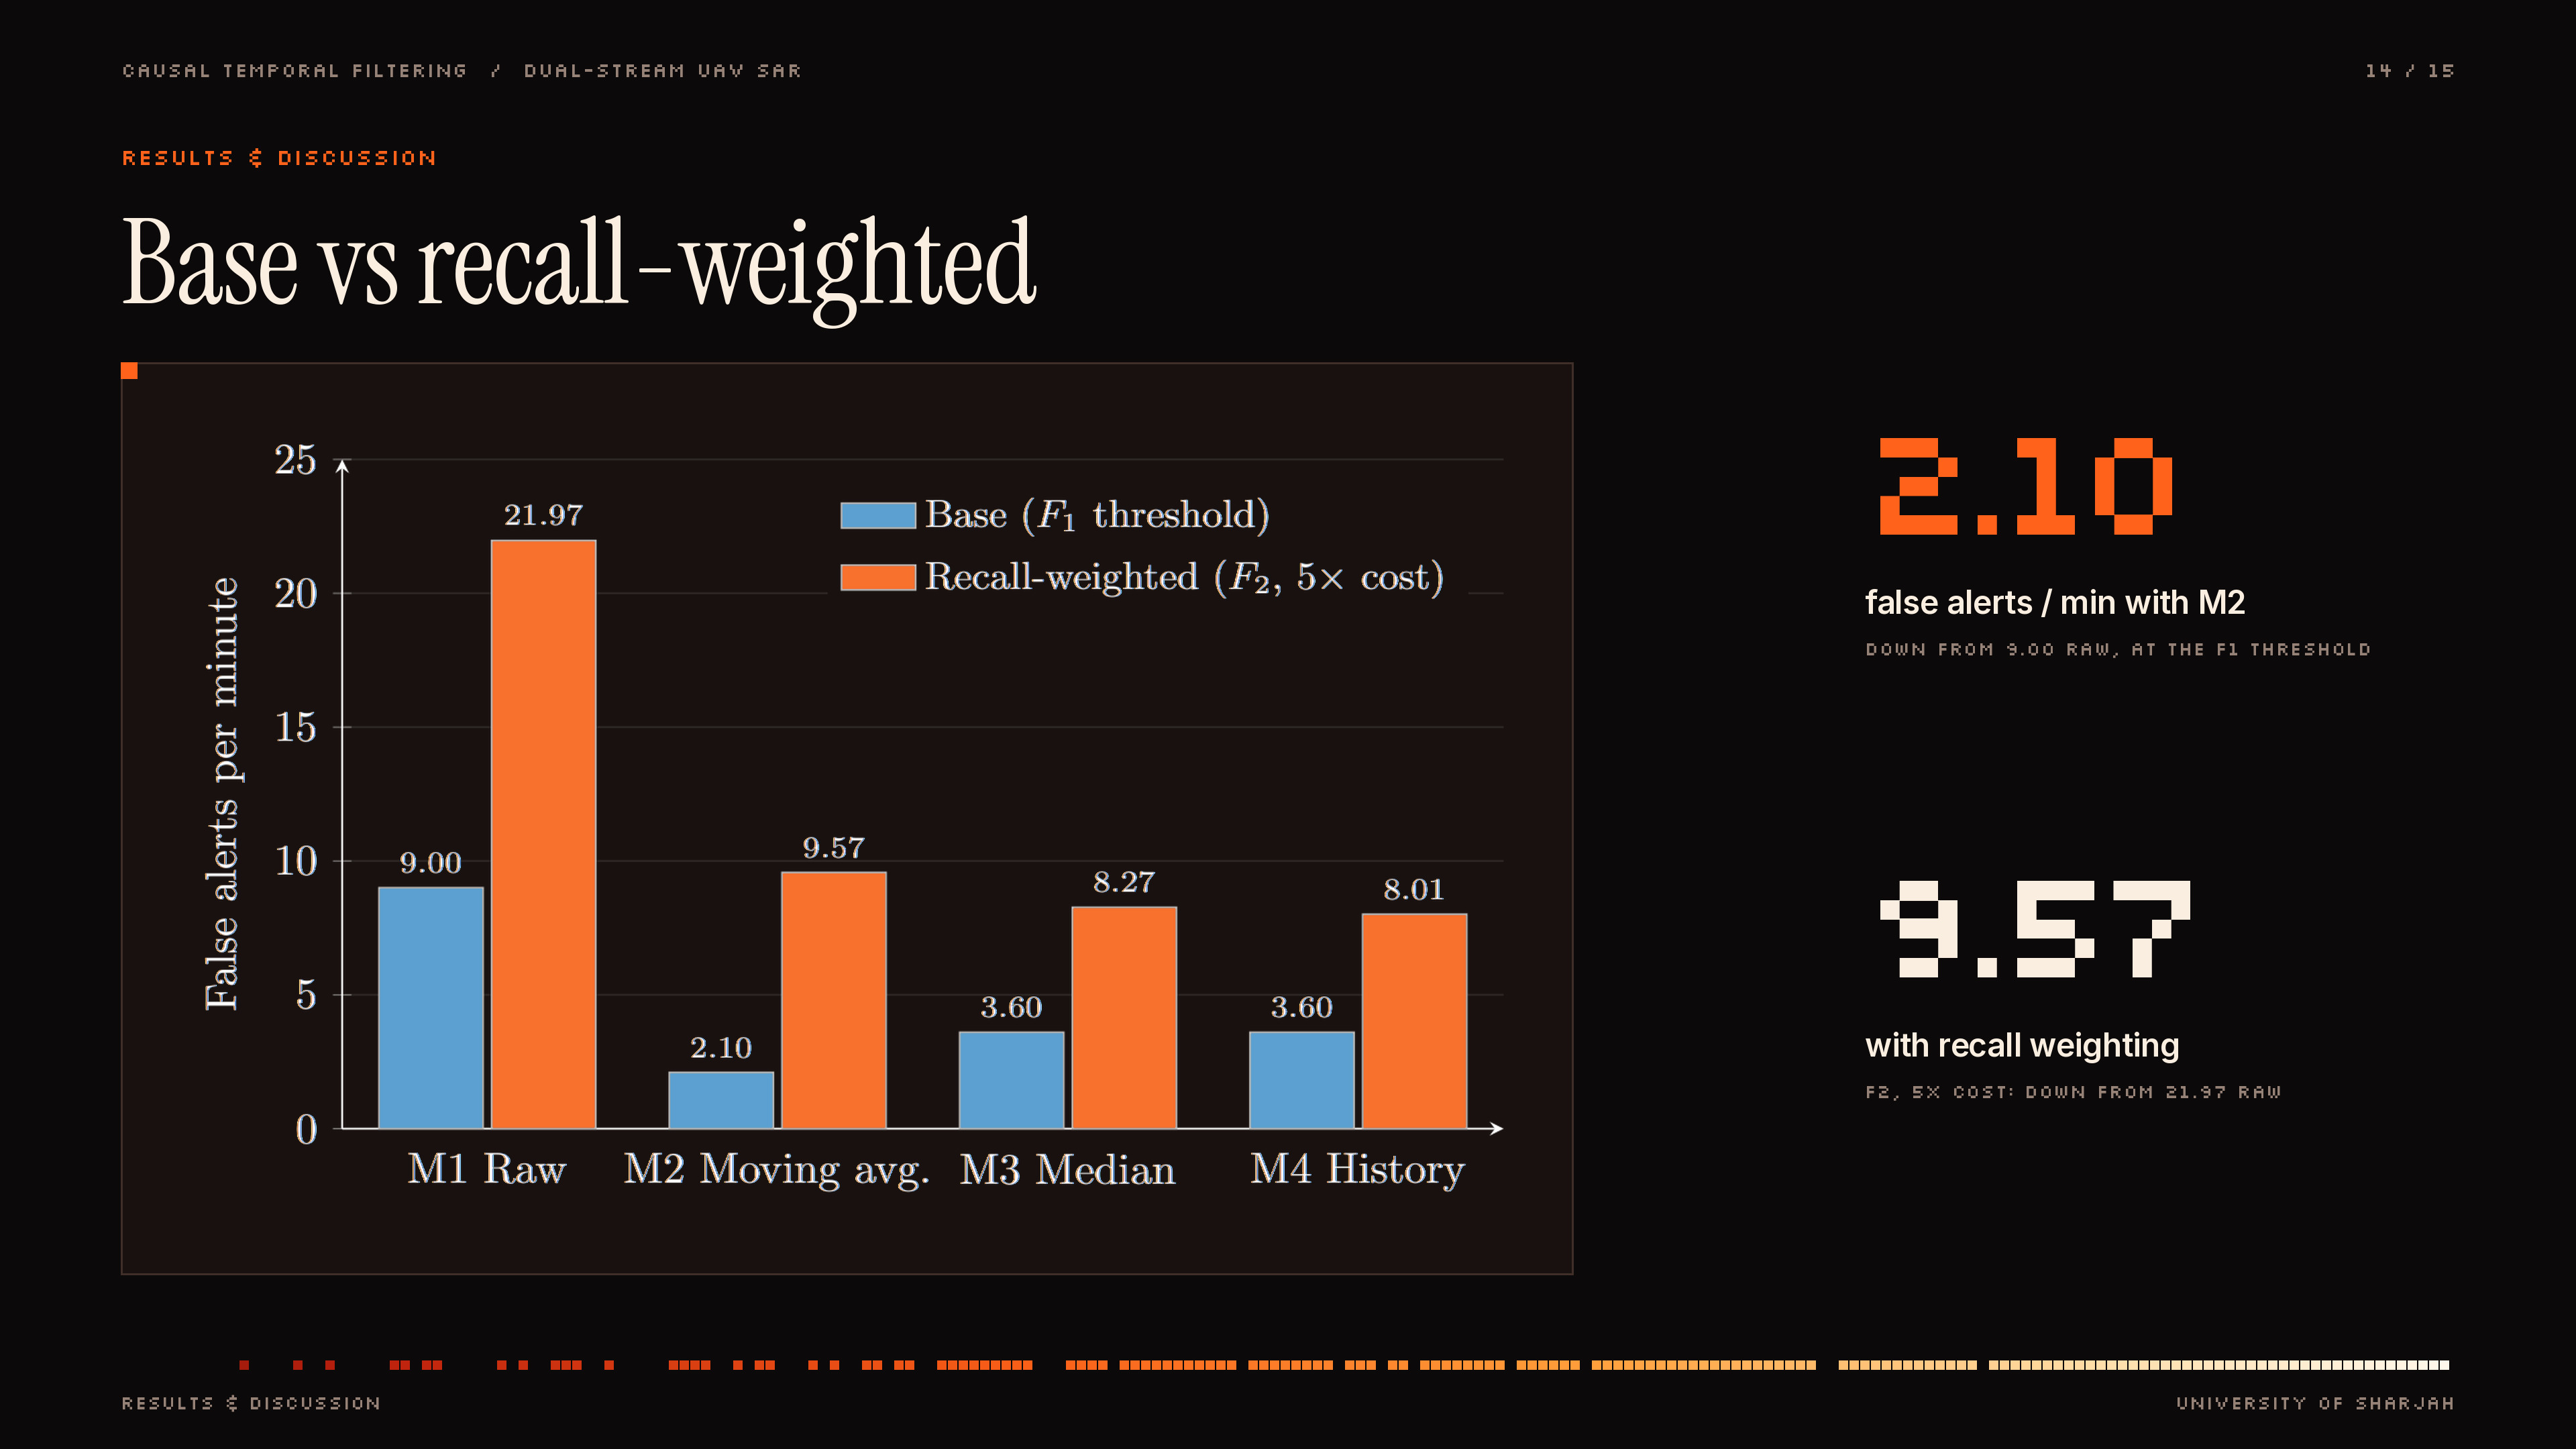 CAUSAL TEMPORAL FILTERING / DUAL-STREAM UAV SAR
14 / 15
RESULTS & DISCUSSION
Base vs recall-weighted
False alerts per minute
25
20
15
10
5
0
Base (F₁ threshold)
Recall-weighted (F₂, 5× cost)
9.00
21.97
2.10
9.57
3.60
8.27
3.60
8.01
M1 Raw
M2 Moving avg.
M3 Median
M4 History
2.10
false alerts / min with M2
DOWN FROM 9.00 RAW, AT THE F1 THRESHOLD
9.57
with recall weighting
F2, 5X COST: DOWN FROM 21.97 RAW
RESULTS & DISCUSSION
UNIVERSITY OF SHARJAH